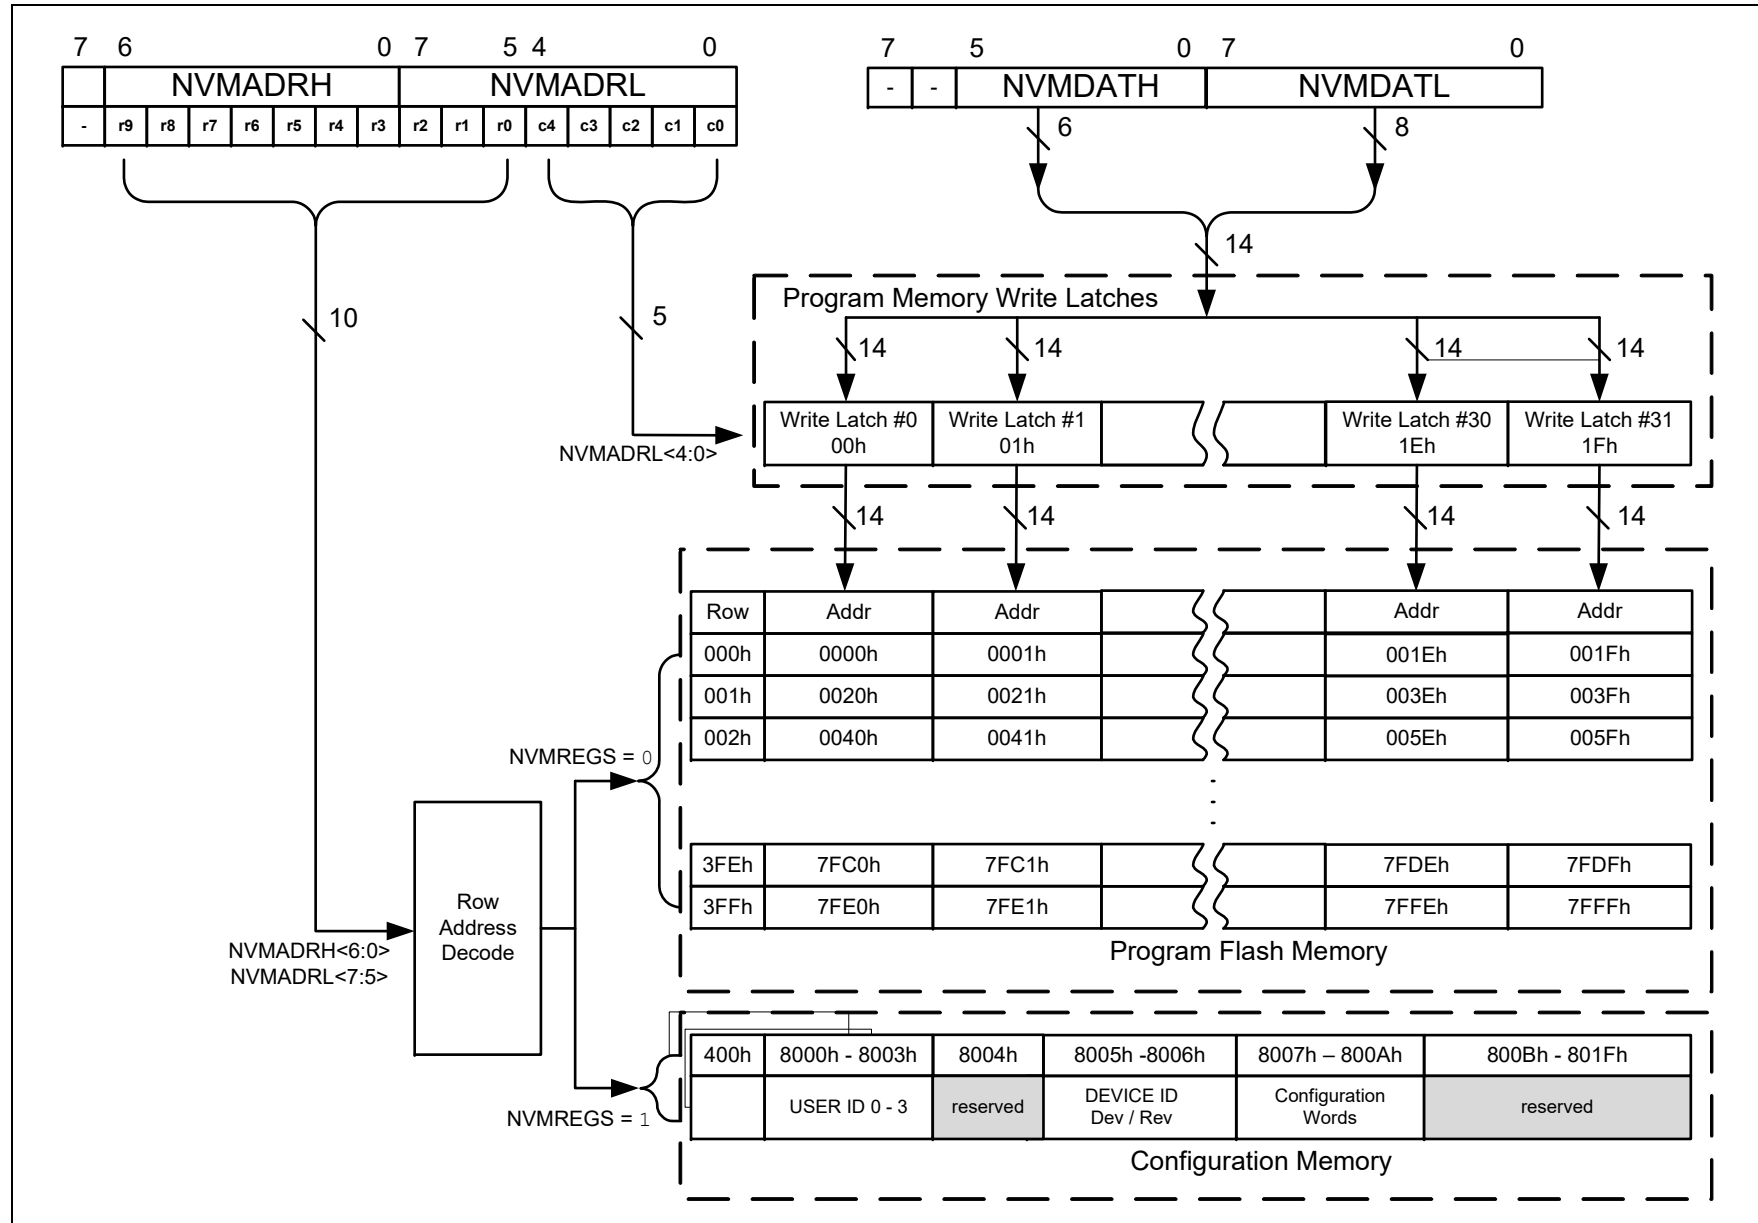 7 6 0 7 5 4 0
NVMADRH NVMADRL
- r9 r8 r7 r6 r5 r4 r3 r2 r1 r0 c4 c3 c2 c1 c0
7 5 0 7 0
- - NVMDATH NVMDATL
6 8
14
10
5
Program Memory Write Latches
14 14 14 14
Write Latch #0 Write Latch #1 Write Latch #30 Write Latch #31
00h 01h 1Eh 1Fh
NVMADRL<4:0>
14 14 14 14
Row Addr Addr Addr Addr
000h 0000h 0001h 001Eh 001Fh
001h 0020h 0021h 003Eh 003Fh
002h 0040h 0041h 005Eh 005Fh
NVMREGS = 0
3FEh 7FC0h 7FC1h 7FDEh 7FDFh
3FFh 7FE0h 7FE1h 7FFEh 7FFFh
Program Flash Memory
Row
Address
Decode
NVMADRH<6:0>
NVMADRL<7:5>
400h 8000h - 8003h 8004h 8005h -8006h 8007h – 800Ah 800Bh - 801Fh
USER ID 0 - 3 reserved DEVICE ID Configuration reserved
Dev / Rev Words
NVMREGS = 1
Configuration Memory